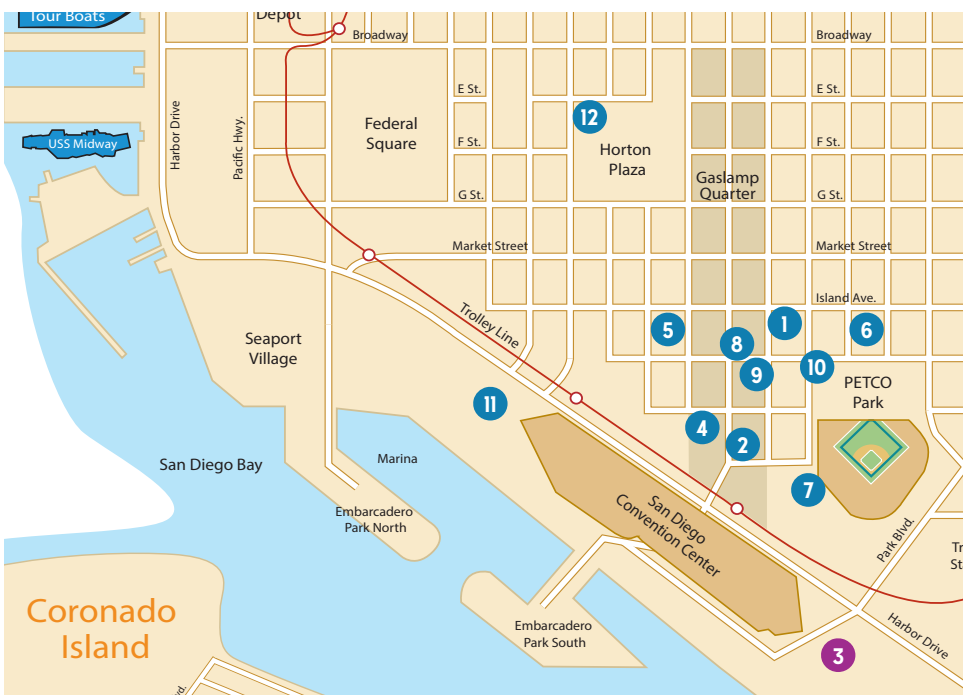 Tour Boats
Depot
Broadway
Broadway
E St.
E St.
Harbor Drive
Pacific Hwy.
12
Federal
Square
F St.
F St.
USS Midway
Horton
Plaza
Gaslamp
Quarter
G St.
G St.
Market Street
Market Street
Island Ave.
Trolley Line
Seaport
Village
5
8
1
6
9
10
PETCO
Park
11
4
2
San Diego Bay
Marina
7
Embarcadero
Park North
San Diego
Convention Center
Park Blvd.
Tr
Sta
Coronado
Island
Embarcadero
Park South
Harbor Drive
3
vd.